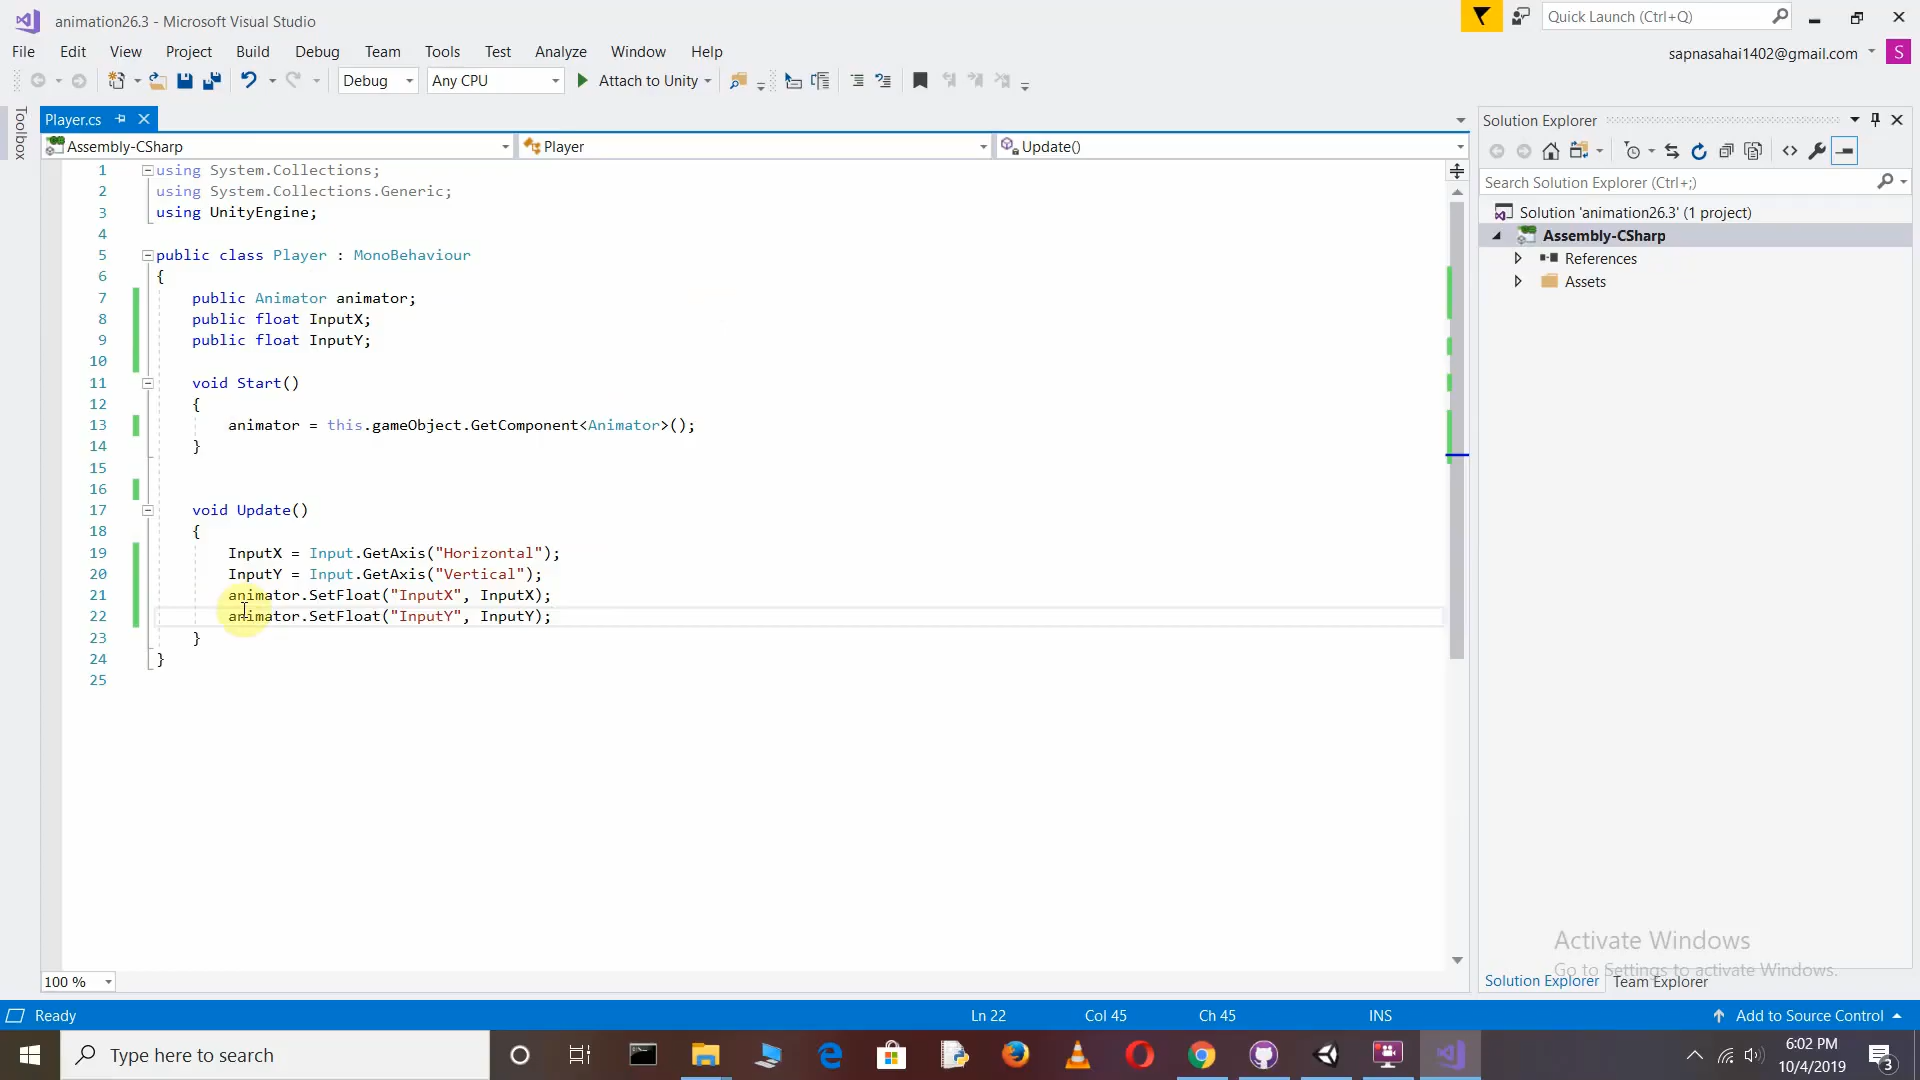 animation26.3 - Microsoft Visual Studio
Quick Launch (Ctrl+Q)
File Edit View Project Build Debug Team Tools Test Analyze Window Help
sapnasahai1402@gmail.com S
Debug Any CPU Attach to Unity
Toolbox
Player.cs
Assembly-CSharp Player Update()
1 using System.Collections;
2 using System.Collections.Generic;
3 using UnityEngine;
4
5 public class Player : MonoBehaviour
6 {
7 public Animator animator;
8 public float InputX;
9 public float InputY;
10
11 void Start()
12 {
13 animator = this.gameObject.GetComponent<Animator>();
14 }
15
16
17 void Update()
18 {
19 InputX = Input.GetAxis("Horizontal");
20 InputY = Input.GetAxis("Vertical");
21 animator.SetFloat("InputX", InputX);
22 animator.SetFloat("InputY", InputY);
23 }
24 }
25
100 %
Solution Explorer
Search Solution Explorer (Ctrl+;)
Solution 'animation26.3' (1 project)
Assembly-CSharp
References
Assets
Activate Windows
Go to Settings to activate Windows.
Solution Explorer Team Explorer
Ready Ln 22 Col 45 Ch 45 INS Add to Source Control
Type here to search
6:02 PM
10/4/2019
3